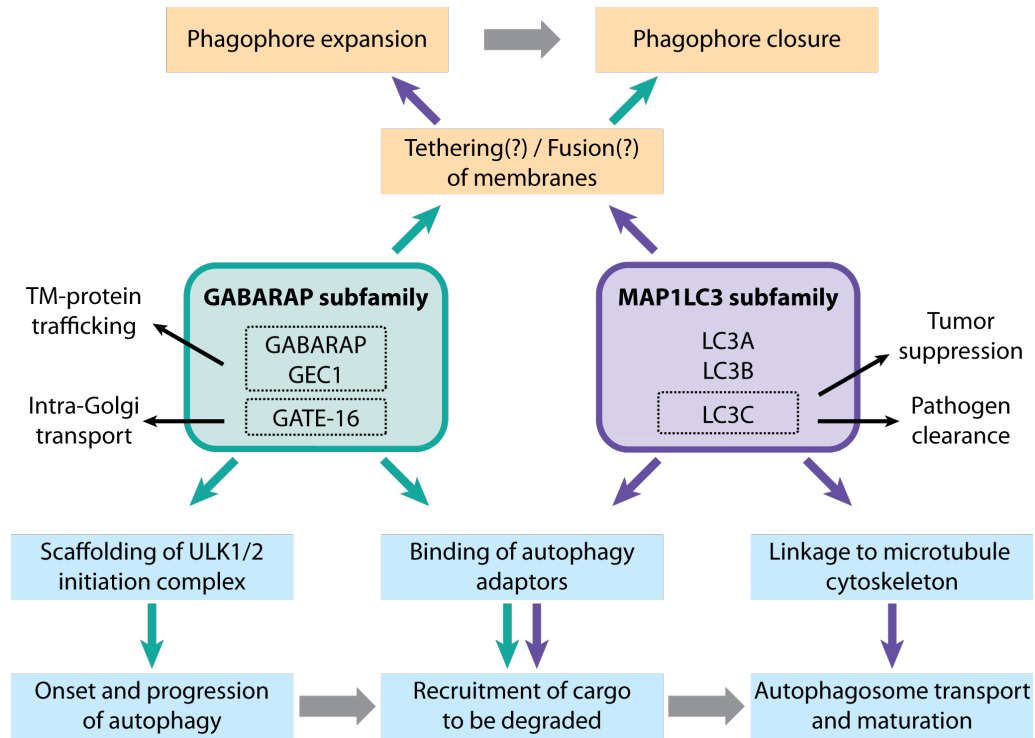 Phagophore expansion
Phagophore closure
Tethering(?) / Fusion(?)
of membranes
GABARAP subfamily
GABARAP
GEC1
GATE-16
TM-protein
trafficking
Intra-Golgi
transport
MAP1LC3 subfamily
LC3A
LC3B
LC3C
Tumor
suppression
Pathogen
clearance
Scaffolding of ULK1/2
initiation complex
Binding of autophagy
adaptors
Linkage to microtubule
cytoskeleton
Onset and progression
of autophagy
Recruitment of cargo
to be degraded
Autophagosome transport
and maturation